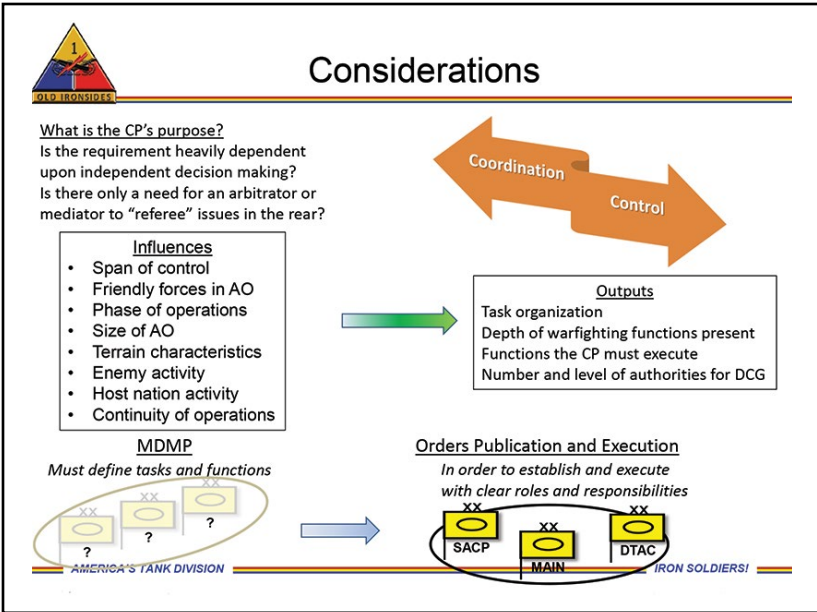 1
OLD IRONSIDES
Considerations
What is the CP's purpose?
Is the requirement heavily dependent
upon independent decision making?
Is there only a need for an arbitrator or
mediator to “referee” issues in the rear?
Coordination
Control
Influences
• Span of control
• Friendly forces in AO
• Phase of operations
• Size of AO
• Terrain characteristics
• Enemy activity
• Host nation activity
• Continuity of operations
Outputs
Task organization
Depth of warfighting functions present
Functions the CP must execute
Number and level of authorities for DCG
MDMP
Must define tasks and functions
XX
?
XX
?
XX
?
Orders Publication and Execution
In order to establish and execute
with clear roles and responsibilities
XX
SACP
XX
MAIN
XX
DTAC
AMERICA'S TANK DIVISION
IRON SOLDIERS!